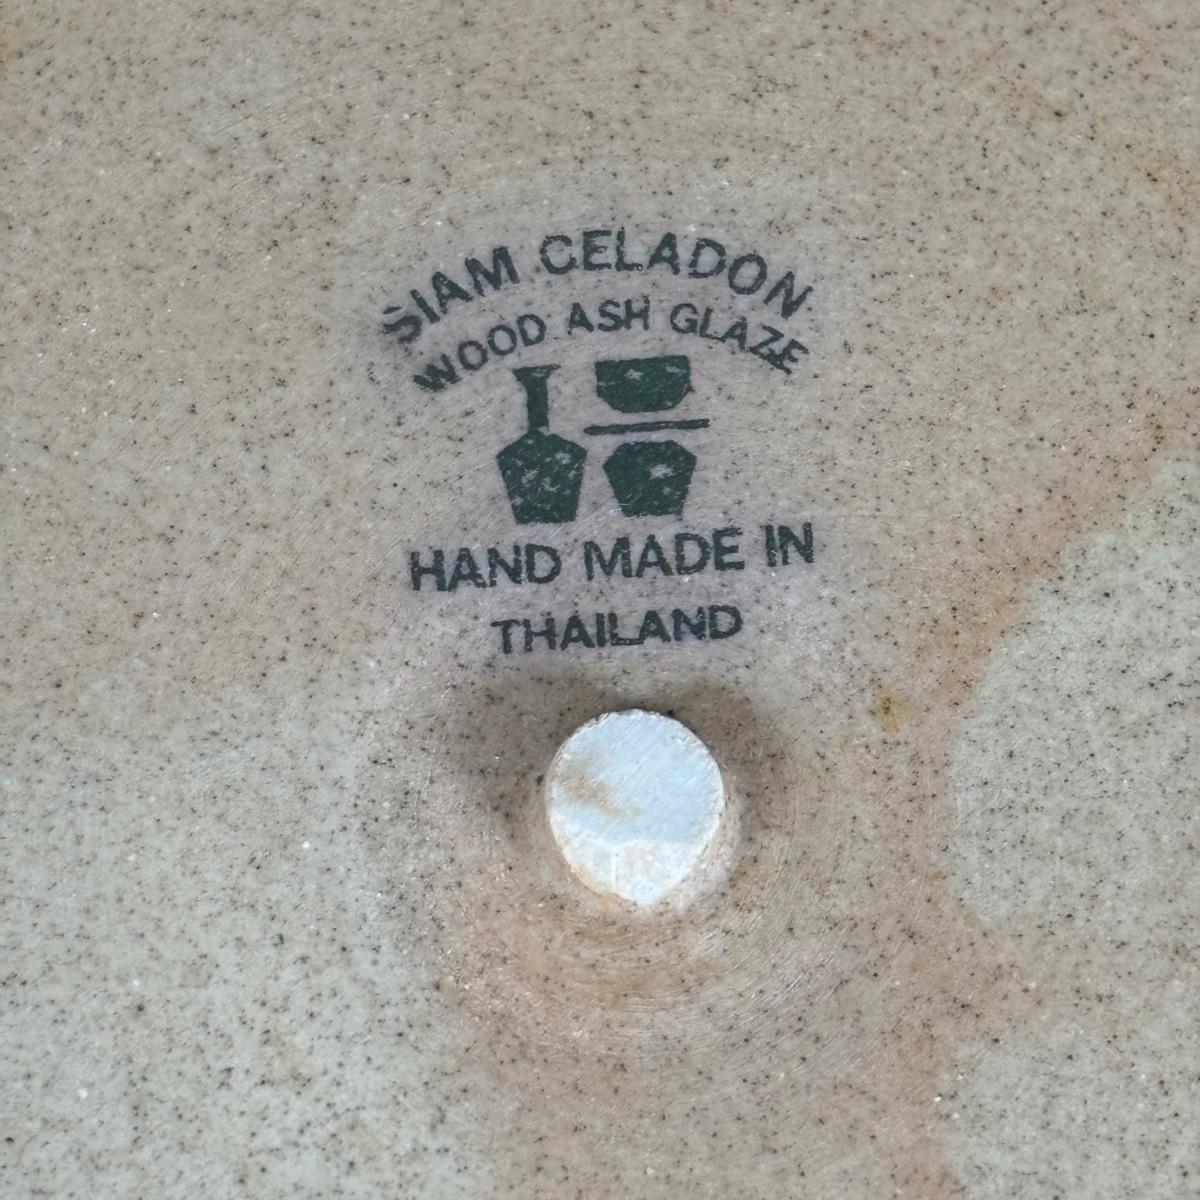 SIAM CELADON
WOOD ASH GLAZE
HAND MADE IN
THAILAND